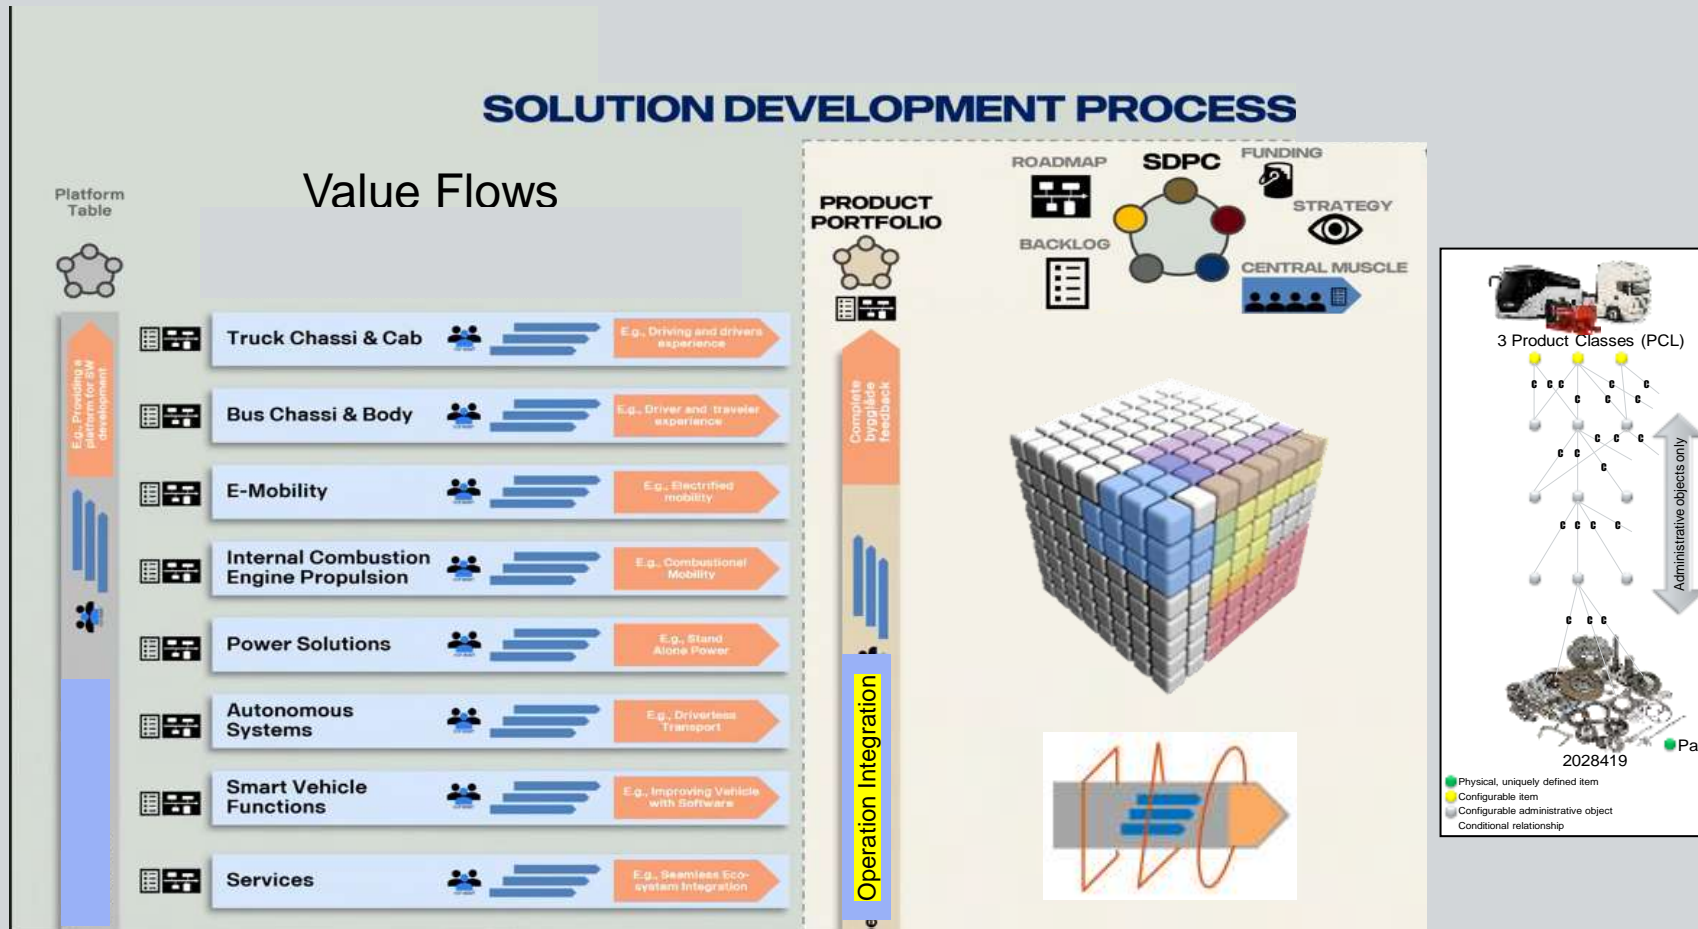 SOLUTION DEVELOPMENT PROCESS
Platform
Table
Value Flows
E.g., Providing a
platform for SW
development.
Truck Chassi & Cab
E.g., Driving and drivers
experience
Bus Chassi & Body
E.g., Driver and traveler
experience
E-Mobility
E.g., Electrified
mobility
Internal Combustion
Engine Propulsion
E.g., Combustional
Mobility
Power Solutions
E.g., Stand
Alone Power
Autonomous
Systems
E.g., Driverless
Transport
Smart Vehicle
Functions
E.g., Improving Vehicle
with Software
Services
E.g., Seamless Eco-
system Integration
PRODUCT
PORTFOLIO
Complete
bygglåde
feedback
Operation Integration
ROADMAP
SDPC
FUNDING
STRATEGY
BACKLOG
CENTRAL MUSCLE
3 Product Classes (PCL)
c c c c c
c c c
c c c
c c
c
c c c c
c c c
Administrative objects only
Pa
2028419
Physical, uniquely defined item
Configurable item
Configurable administrative object
Conditional relationship